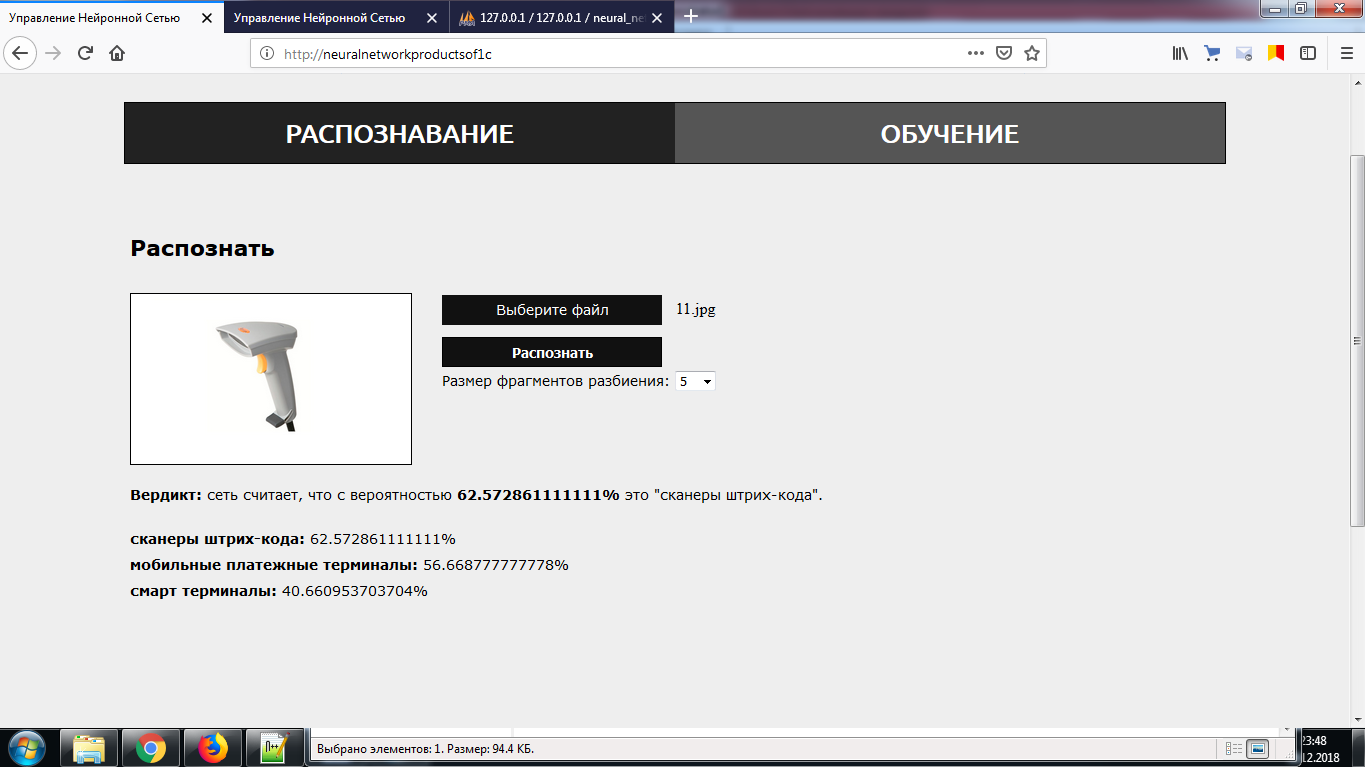 Управление Нейронной Сетью
Управление Нейронной Сетью
127.0.0.1 / 127.0.0.1 / neural_ne
http://neuralnetworkproductsof1c
РАСПОЗНАВАНИЕ
ОБУЧЕНИЕ
Распознать
Выберите файл
11.jpg
Распознать
Размер фрагментов разбиения: 5
Вердикт: сеть считает, что с вероятностью 62.572861111111% это "сканеры штрих-кода".
сканеры штрих-кода: 62.572861111111%
мобильные платежные терминалы: 56.668777777778%
смарт терминалы: 40.660953703704%
Выбрано элементов: 1. Размер: 94.4 КБ.
23:48
.12.2018